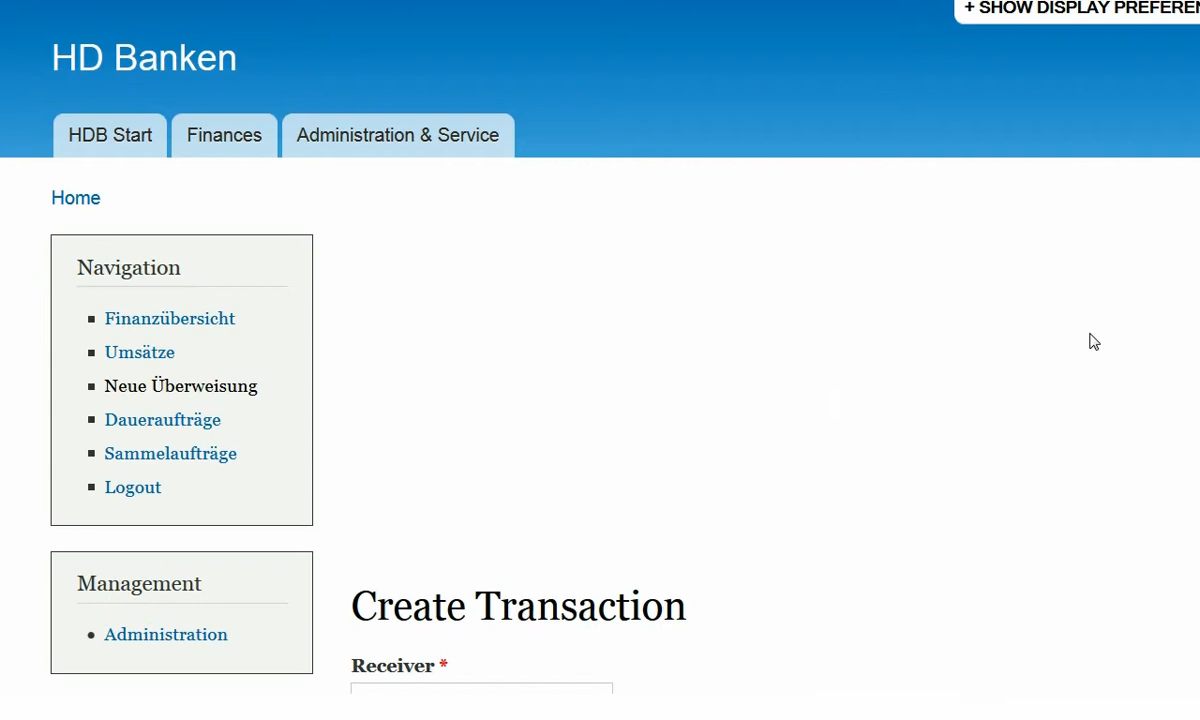 + SHOW DISPLAY PREFEREN
HD Banken
HDB Start
Finances
Administration & Service
Home
Navigation
Finanzübersicht
Umsätze
Neue Überweisung
Daueraufträge
Sammelaufträge
Logout
Management
Administration
Create Transaction
Receiver *